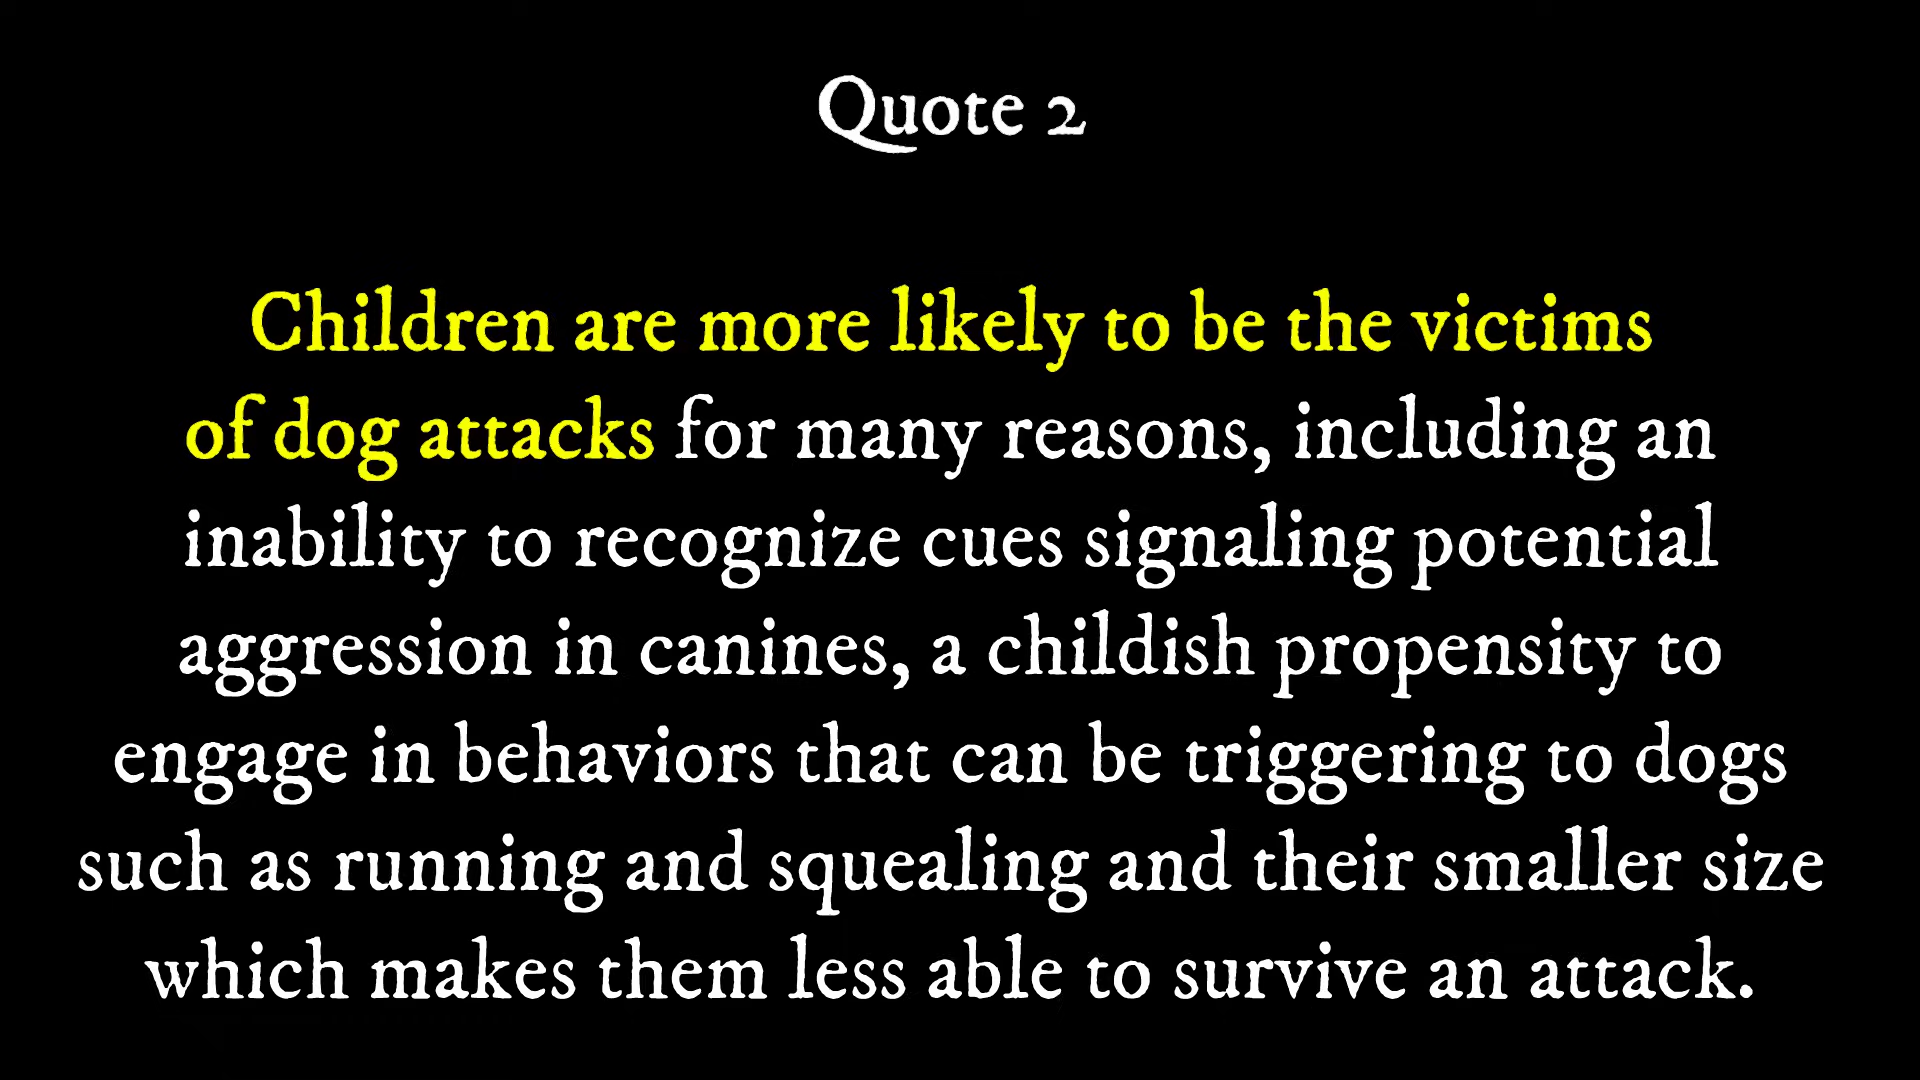 Quote 2
Children are more likely to be the victims
of dog attacks for many reasons, including an
inability to recognize cues signaling potential
aggression in canines, a childish propensity to
engage in behaviors that can be triggering to dogs
such as running and squealing and their smaller size
which makes them less able to survive an attack.